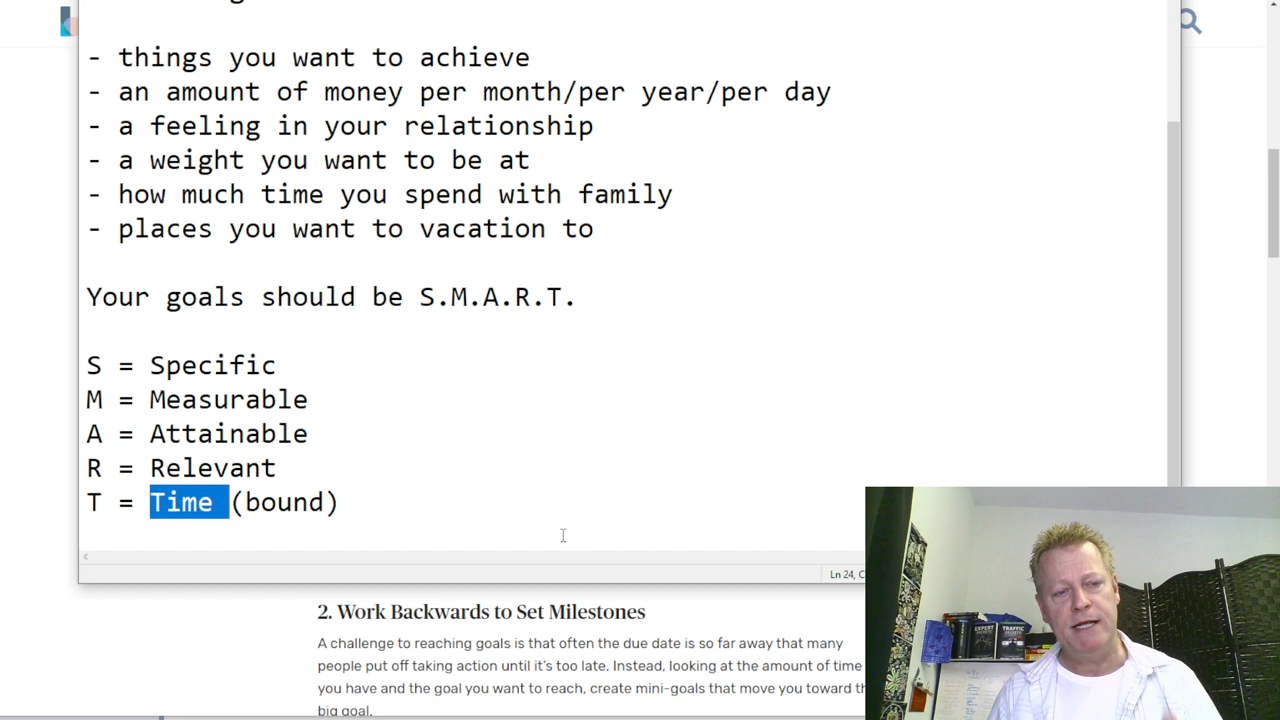 - things you want to achieve
- an amount of money per month/per year/per day
- a feeling in your relationship
- a weight you want to be at
- how much time you spend with family
- places you want to vacation to
Your goals should be S.M.A.R.T.
S = Specific
M = Measurable
A = Attainable
R = Relevant
T = Time (bound)
Ln 24, C
2. Work Backwards to Set Milestones
A challenge to reaching goals is that often the due date is so far away that many
people put off taking action until it's too late. Instead, looking at the amount of time
you have and the goal you want to reach, create mini-goals that move you toward th
big goal.
EXPERT
SECRETS
TRAFFIC
SECRETS